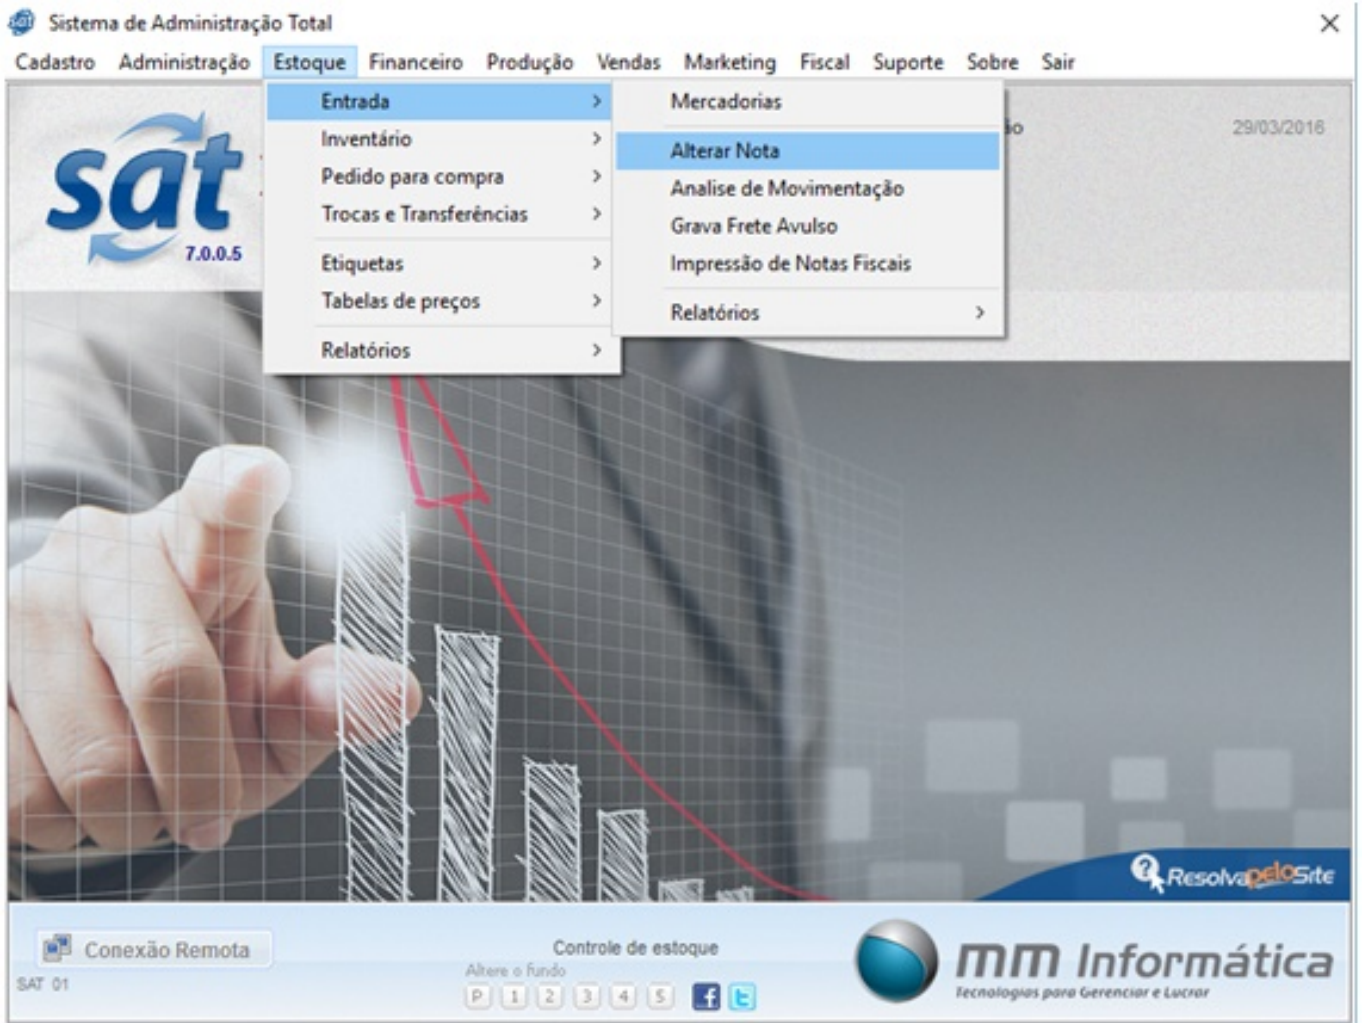 Sistema de Administração Total
Cadastro Administração Estoque Financeiro Produção Vendas Marketing Fiscal Suporte Sobre Sair
Entrada
Inventário
Pedido para compra
Trocas e Transferências
Etiquetas
Tabelas de preços
Relatórios
Mercadorias
Alterar Nota
Analise de Movimentação
Grava Frete Avulso
Impressão de Notas Fiscais
Relatórios
29/03/2016
sat
7.0.0.5
ResolvapeloSite
Conexão Remota
SAT 01
Controle de estoque
Altere o fundo
P 1 2 3 4 5
mm Informática
Tecnologias para Gerenciar e Lucrar